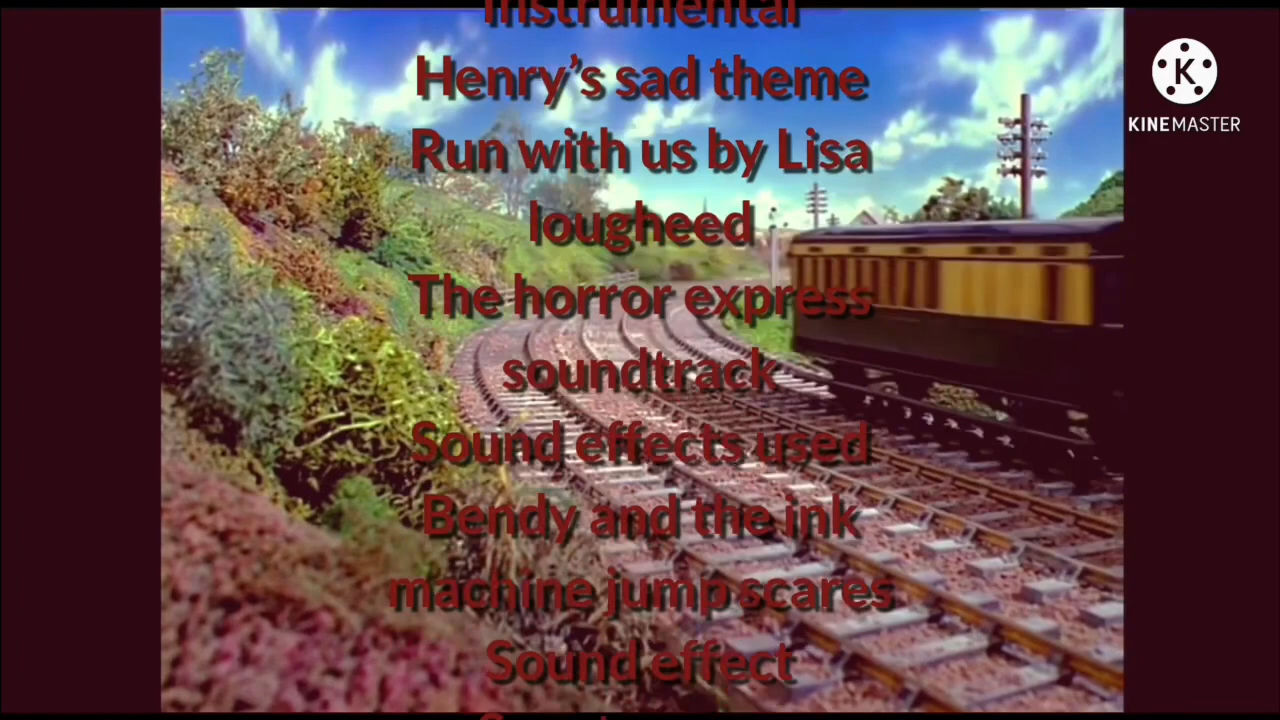 Instrumental
Henry’s sad theme
Run with us by Lisa
lougheed
The horror express
soundtrack
Sound effects used
Bendy and the ink
machine jump scares
Sound effect
K
KINEMASTER